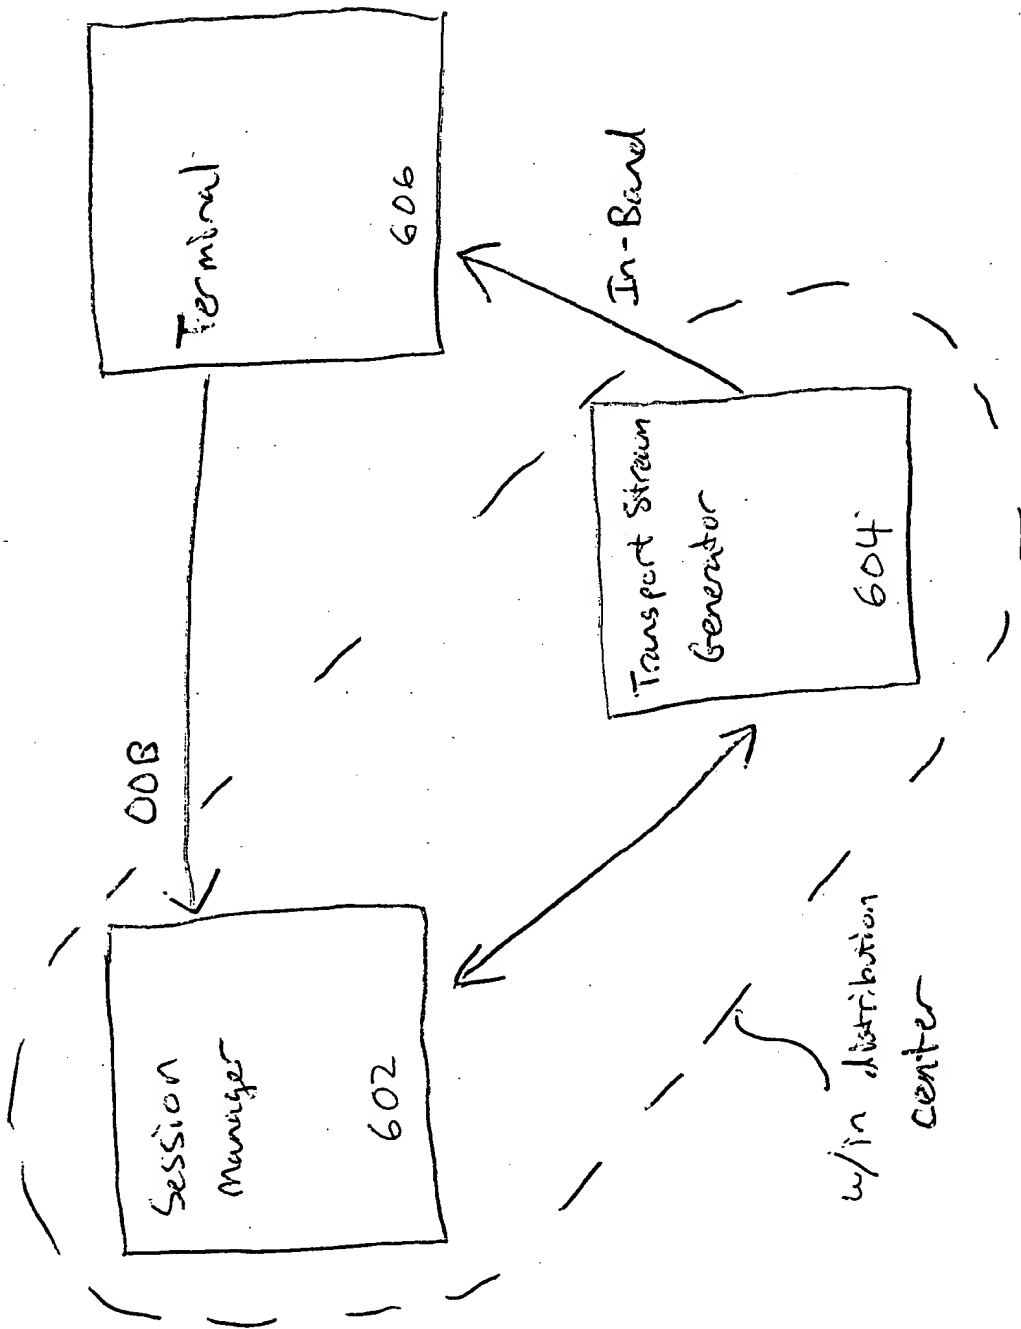 Session
Manager
602
OOB
Terminal
606
Transport Stream
Generator
604
In-Band
w/in distribution
center